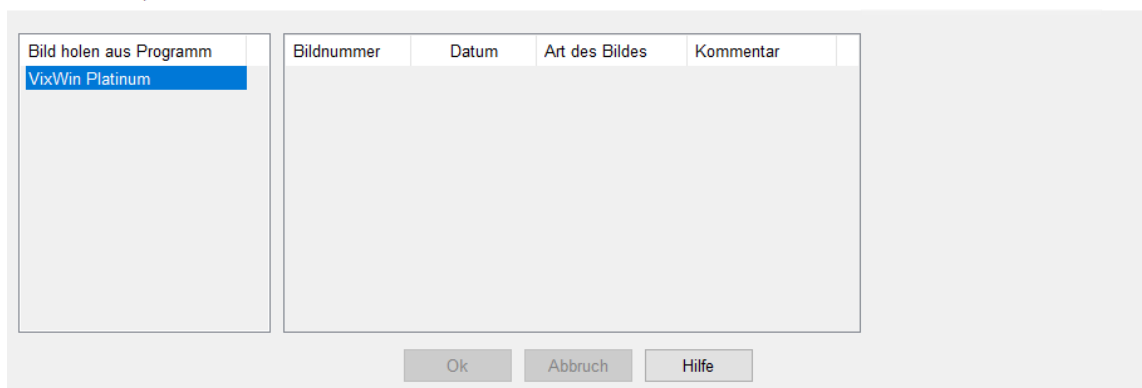 Bild holen aus Programm
VixWin Platinum
Bildnummer Datum Art des Bildes Kommentar
Ok Abbruch Hilfe